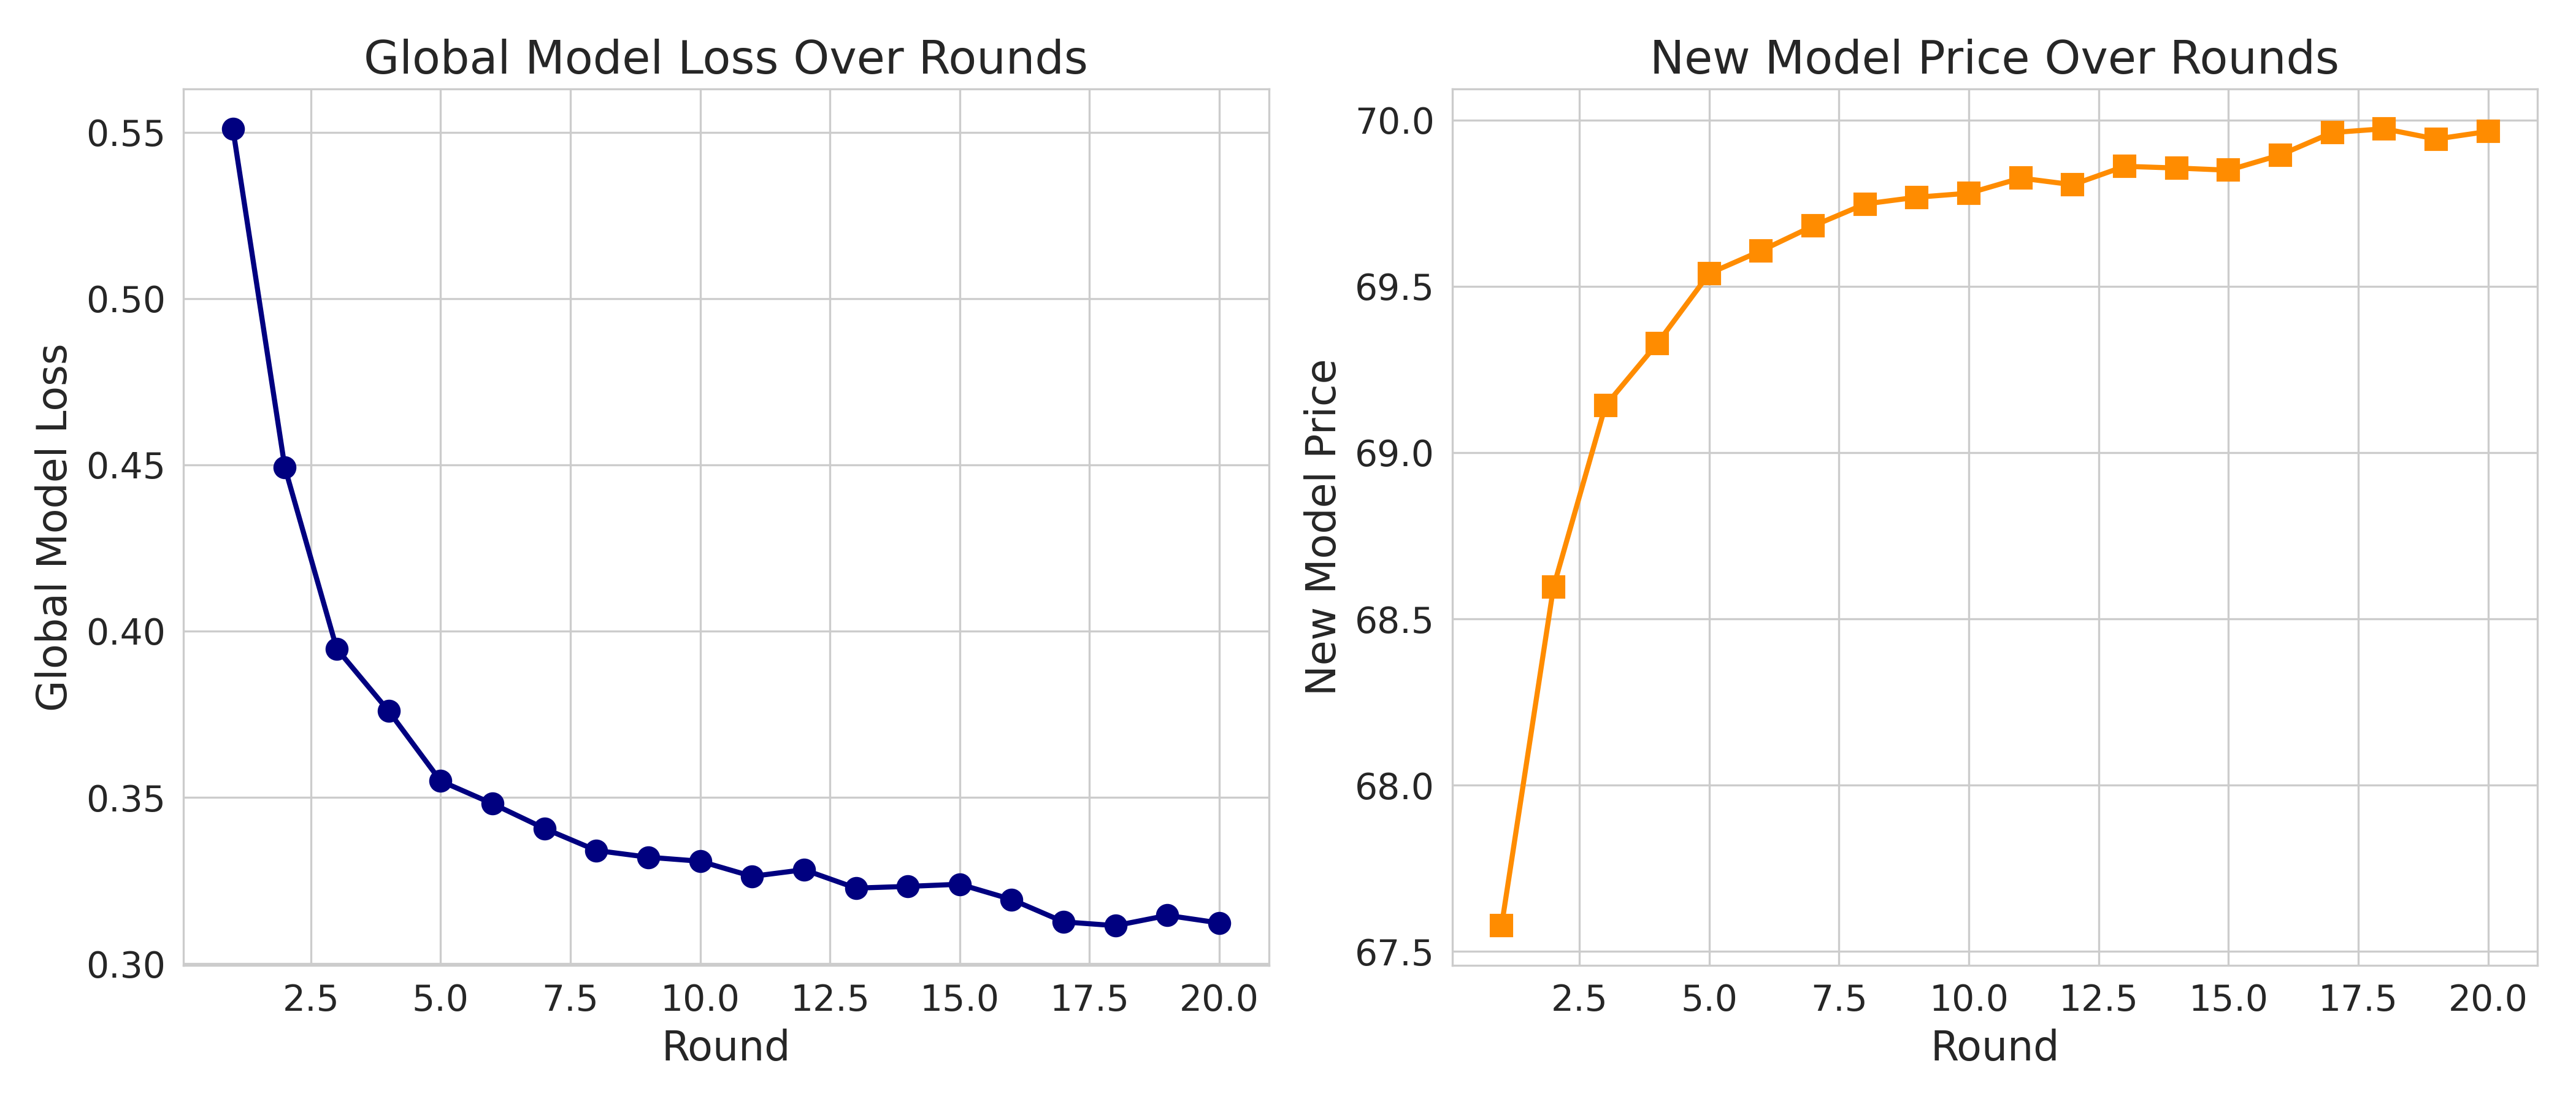 Global Model Loss Over Rounds
Global Model Loss
0.55
0.50
0.45
0.40
0.35
0.30
2.5 5.0 7.5 10.0 12.5 15.0 17.5 20.0
Round
New Model Price Over Rounds
New Model Price
70.0
69.5
69.0
68.5
68.0
67.5
2.5 5.0 7.5 10.0 12.5 15.0 17.5 20.0
Round